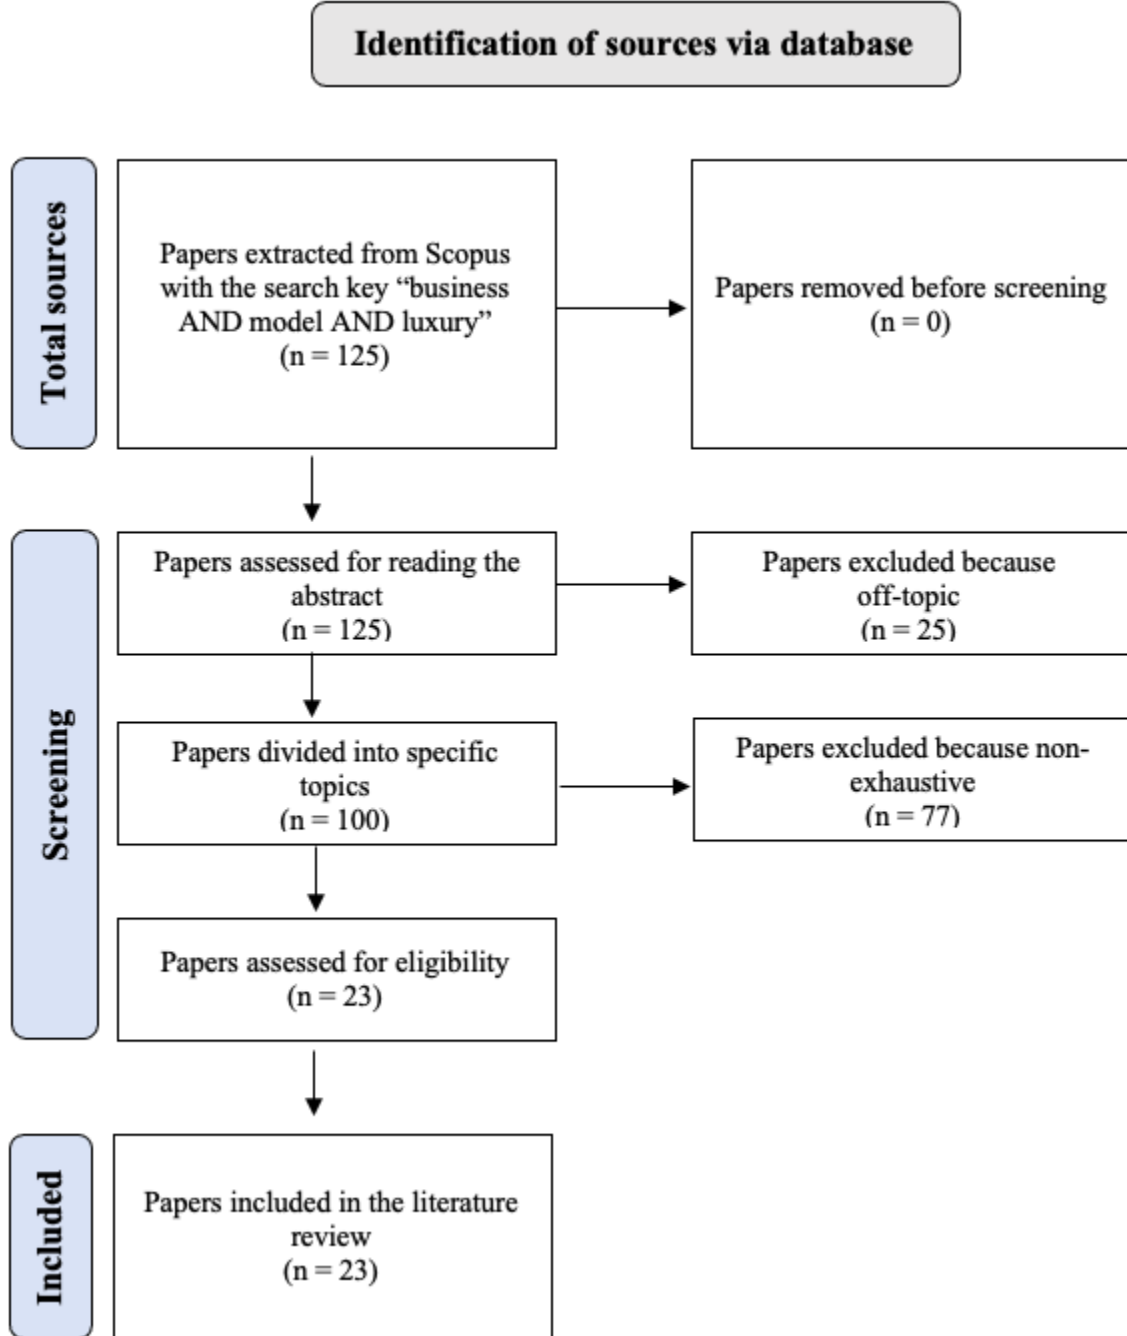 Identification of sources via database
Total sources
Papers extracted from Scopus
with the search key “business
AND model AND luxury”
(n = 125)
Papers removed before screening
(n = 0)
Screening
Papers assessed for reading the
abstract
(n = 125)
Papers excluded because
off-topic
(n = 25)
Papers divided into specific
topics
(n = 100)
Papers excluded because non-
exhaustive
(n = 77)
Papers assessed for eligibility
(n = 23)
Included
Papers included in the literature
review
(n = 23)